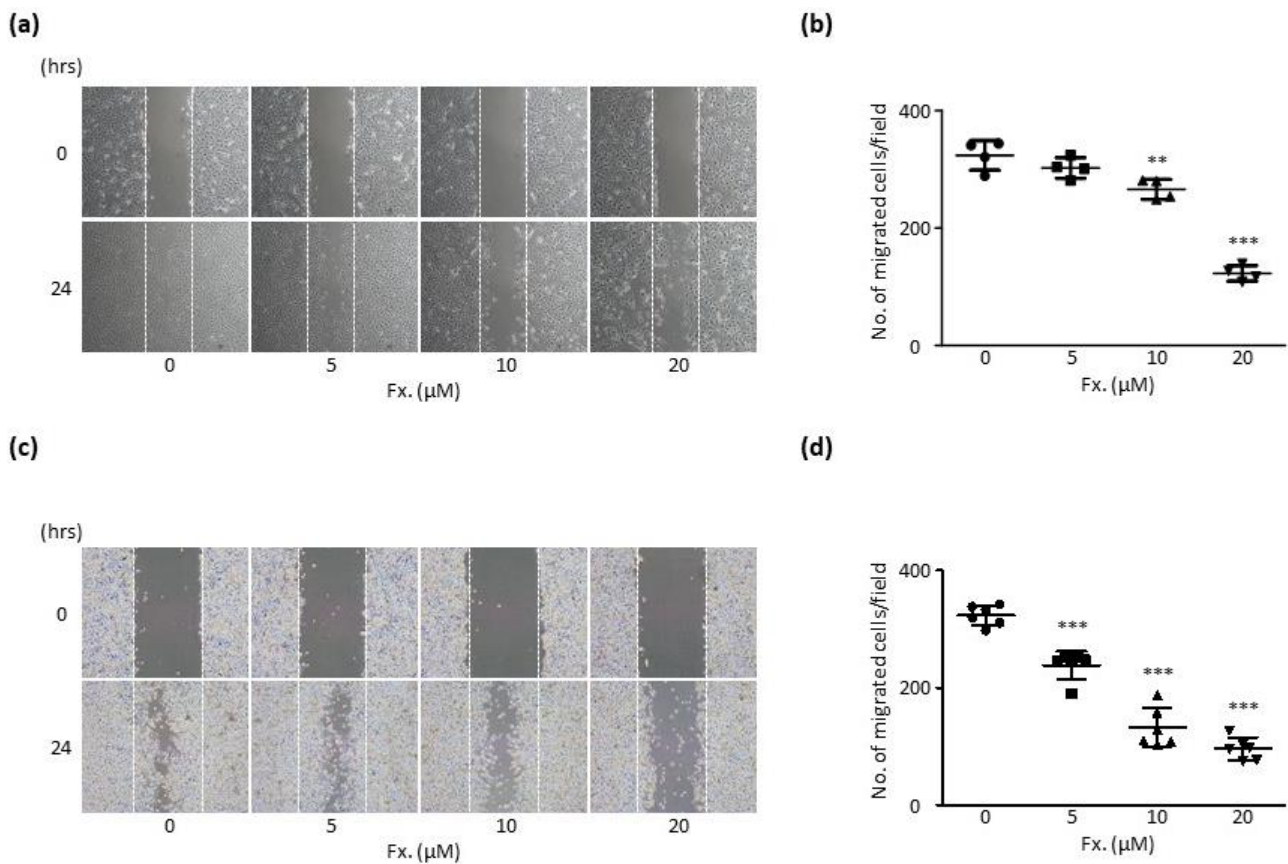 (a)
(hrs)
0
24
0 5 10 20
Fx. (μM)
(b)
No. of migrated cells/field
400
200
0
**
***
0 5 10 20
Fx. (μM)
(c)
(hrs)
0
24
0 5 10 20
Fx. (μM)
(d)
No. of migrated cells/field
400
200
0
***
***
***
0 5 10 20
Fx. (μM)